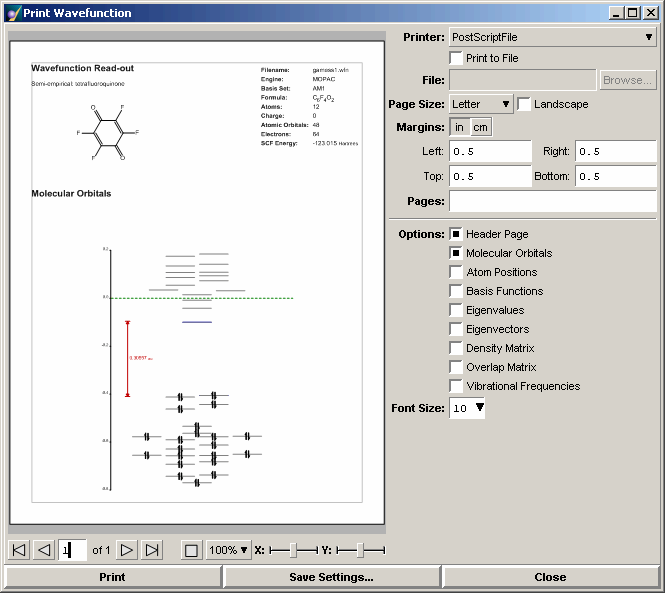 Print Wavefunction
Wavefunction Read-out
Semi-empirical: tetrafluoroquinone
O F
F F
F O
Filename: gamess1.wfn
Engine: MOPAC
Basis Set: AM1
Formula: C6F4O2
Atoms: 12
Charge: 0
Atomic Orbitals: 48
Electrons: 64
SCF Energy: -123.015 Hartrees
Molecular Orbitals
0.2
0.0
-0.2
-0.4
-0.6
-0.8
Printer: PostScriptFile
Print to File
File: Browse...
Page Size: Letter Landscape
Margins: in cm
Left: 0.5 Right: 0.5
Top: 0.5 Bottom: 0.5
Pages:
Options: Header Page
Molecular Orbitals
Atom Positions
Basis Functions
Eigenvalues
Eigenvectors
Density Matrix
Overlap Matrix
Vibrational Frequencies
Font Size: 10
1 of 1 100% X: Y:
Print Save Settings... Close